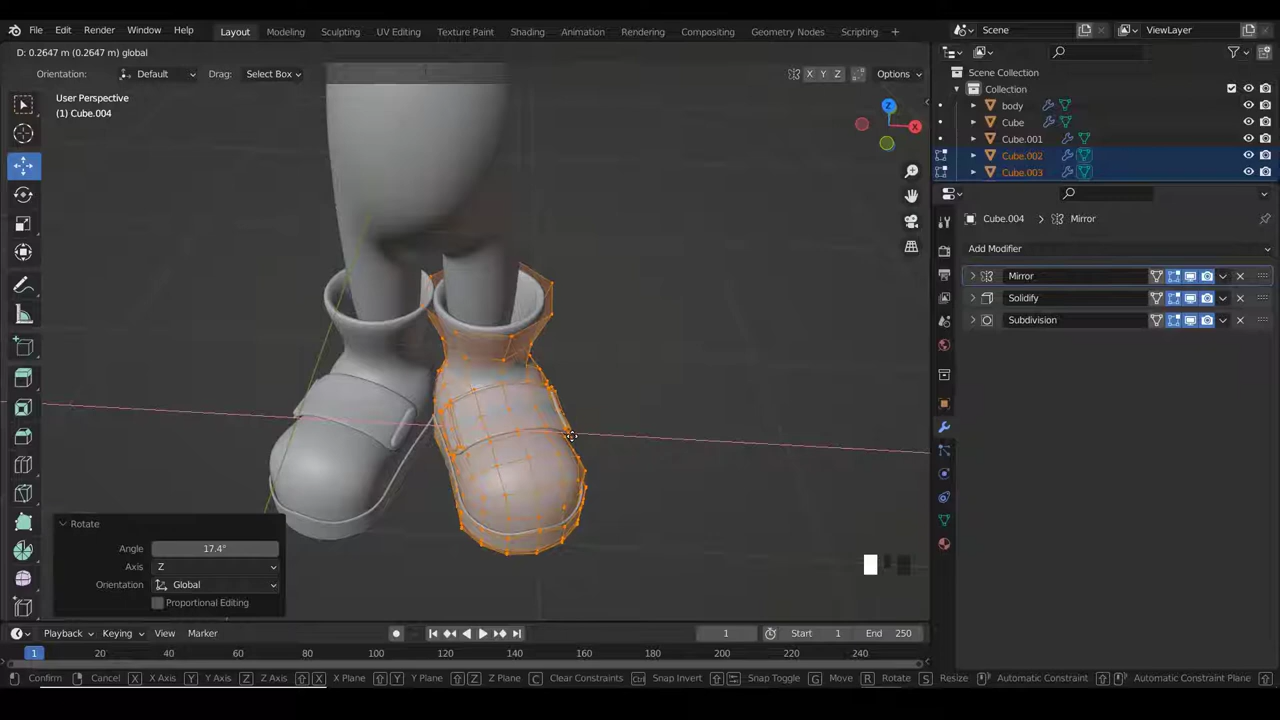 File Edit Render Window Help Layout Modeling Sculpting UV Editing Texture Paint Shading Animation Rendering Compositing Geometry Nodes Scripting + Scene ViewLayer
D: 0.2647 m (0.2647 m) global
Orientation: Default Drag: Select Box X Y Z Options
User Perspective
(1) Cube.004
Z
X
Scene Collection
Collection
body
Cube
Cube.001
Cube.002
Cube.003
Cube.004 > Mirror
Add Modifier
Mirror
Solidify
Subdivision
Rotate
Angle 17.4°
Axis Z
Orientation Global
Proportional Editing
Playback Keying View Marker 1 Start 1 End 250
1 20 40 60 80 100 120 140 160 180 200 220 240
Confirm Cancel X X Axis Y Y Axis Z Z Axis X X Plane Y Y Plane Z Z Plane C Clear Constraints Snap Invert Snap Toggle G Move R Rotate S Resize Automatic Constraint Automatic Constraint Plane